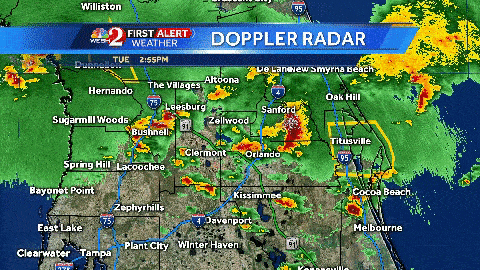 Williston
Crescent City
95
WESH 2 FIRST ALERT WEATHER
DOPPLER RADAR
TUE 2:55PM
Dunnellon
De Land New Smyrna Beach
Altoona
The Villages
Hernando
4
75
Leesburg
Sanford
Oak Hill
Sugarmill Woods
Zellwood
Bushnell
Titusville
Clermont
Orlando
95
Spring Hill
Lacoochee
Bayonet Point
Kissimmee
Cocoa Beach
Zephyrhills
75
4
Davenport
Melbourne
East Lake
Plant City
Winter Haven
Clearwater
Tampa
275